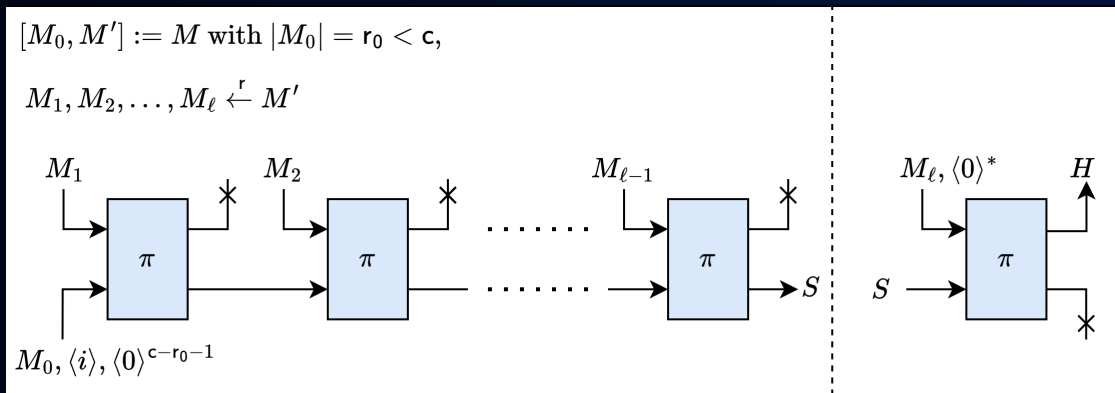 [M₀, M′] := M with |M₀| = r₀ < c,
M₁, M₂, …, M_ℓ ←^r M′
M₁ M₂ M_{ℓ−1} M_ℓ, ⟨0⟩* H
π π π π
S S
M₀, ⟨i⟩, ⟨0⟩^{c−r₀−1}